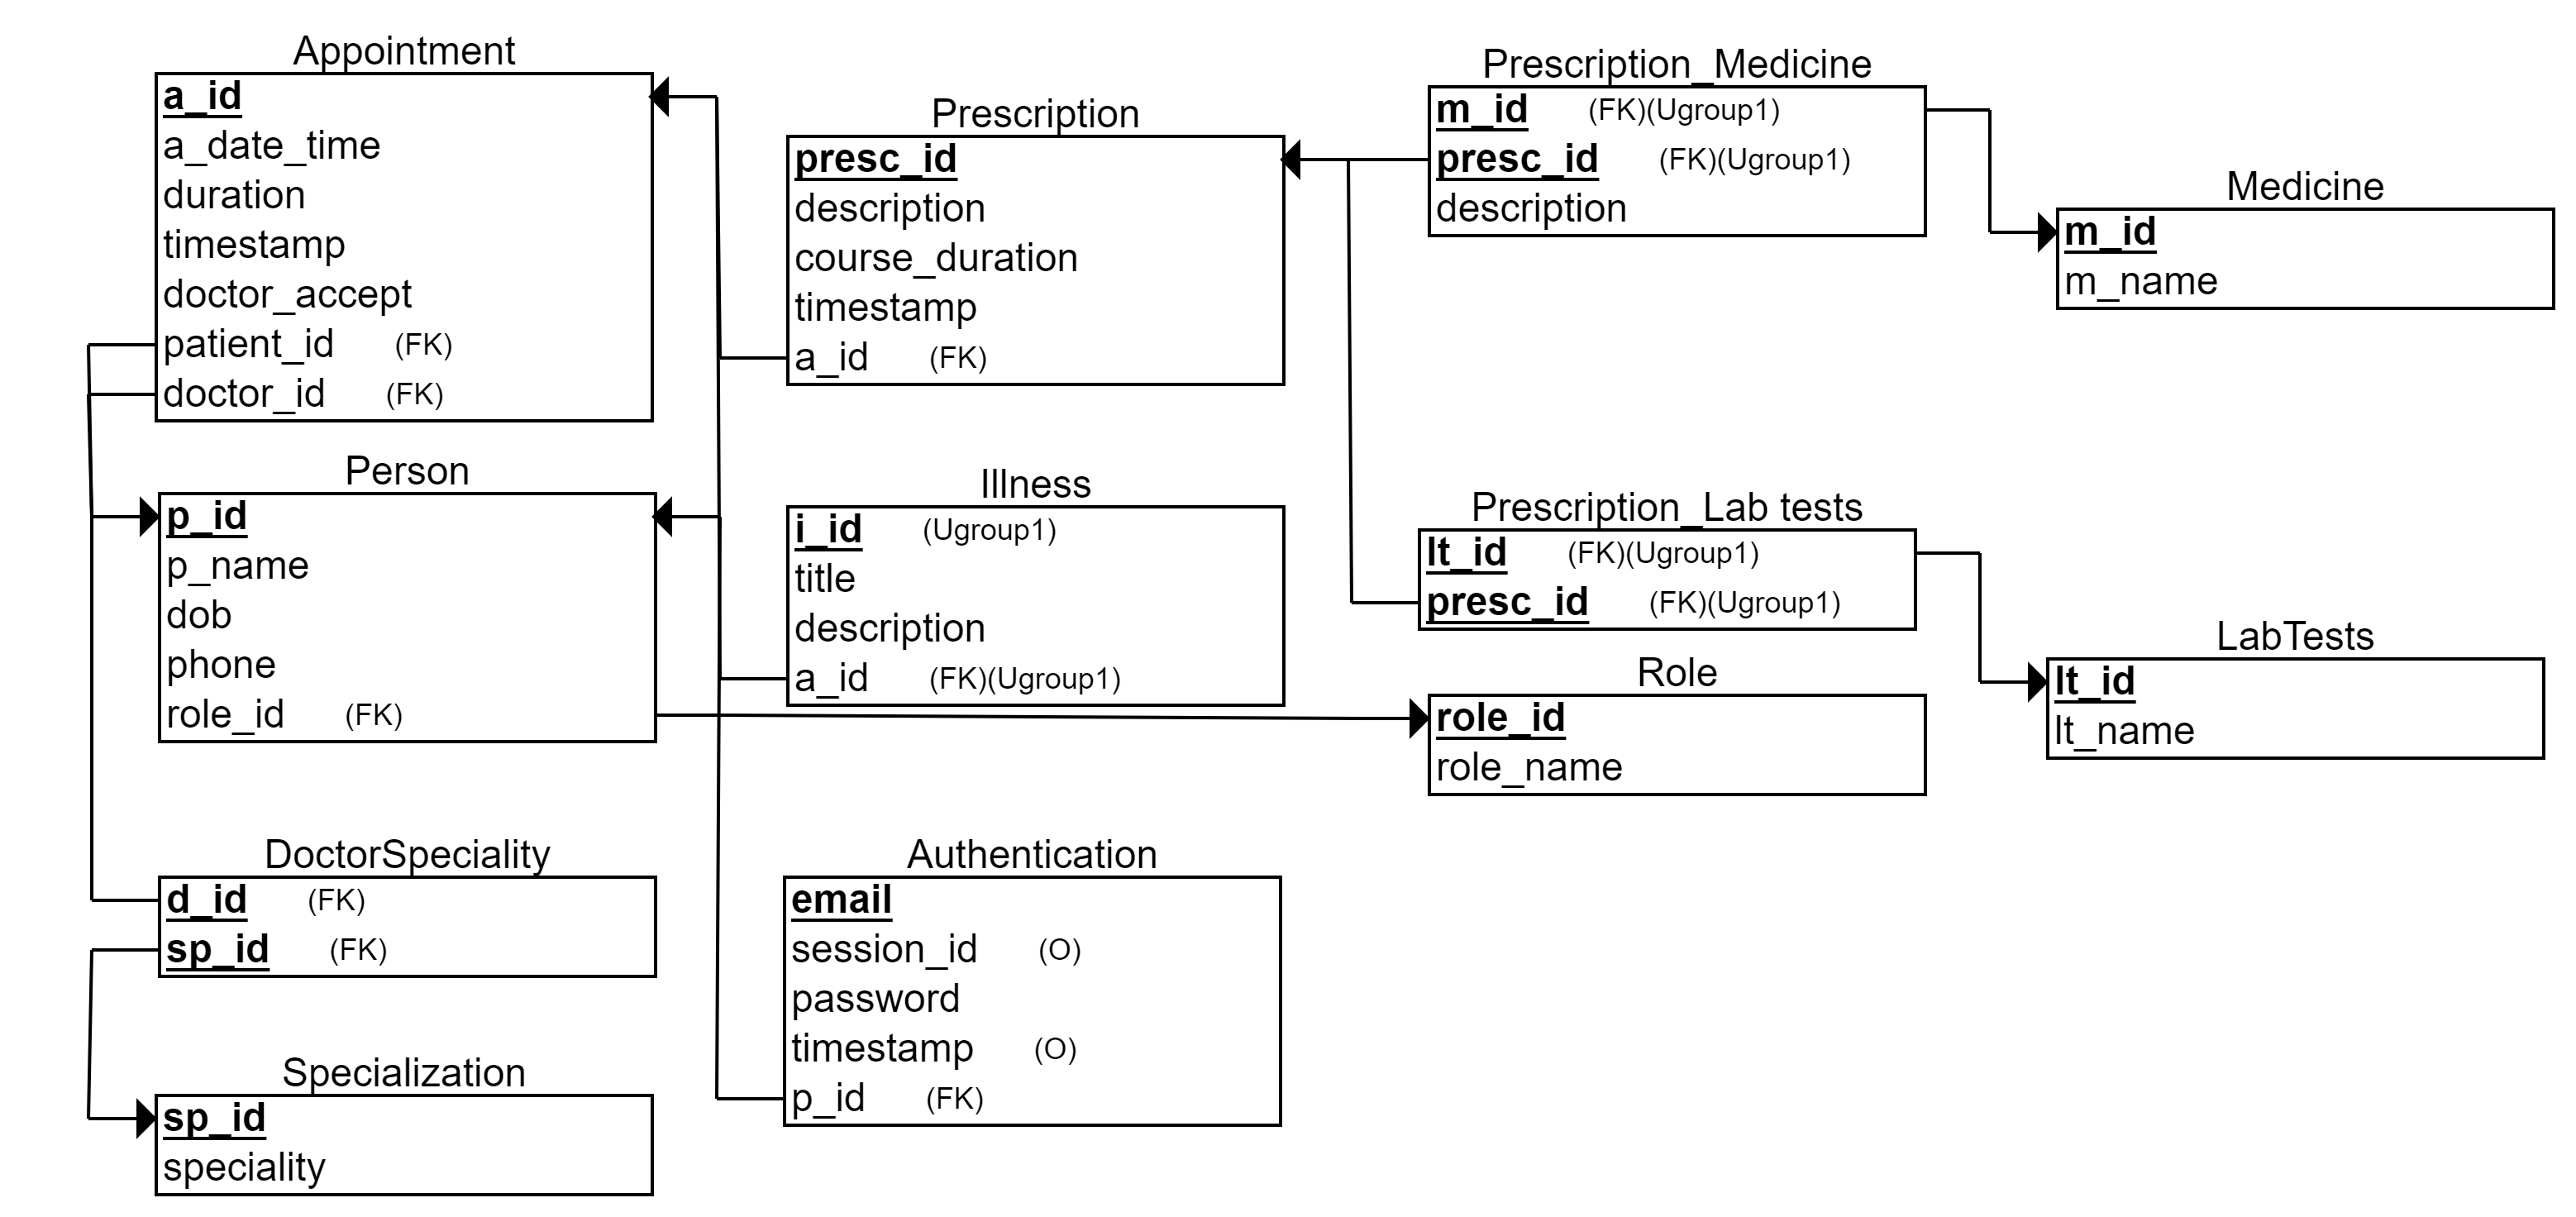 Appointment
a_id
a_date_time
duration
timestamp
doctor_accept
patient_id (FK)
doctor_id (FK)
Person
p_id
p_name
dob
phone
role_id (FK)
DoctorSpeciality
d_id (FK)
sp_id (FK)
Specialization
sp_id
speciality
Prescription
presc_id
description
course_duration
timestamp
a_id (FK)
Illness
i_id (Ugroup1)
title
description
a_id (FK)(Ugroup1)
Authentication
email
session_id (O)
password
timestamp (O)
p_id (FK)
Prescription_Medicine
m_id (FK)(Ugroup1)
presc_id (FK)(Ugroup1)
description
Prescription_Lab tests
lt_id (FK)(Ugroup1)
presc_id (FK)(Ugroup1)
Role
role_id
role_name
Medicine
m_id
m_name
LabTests
lt_id
lt_name